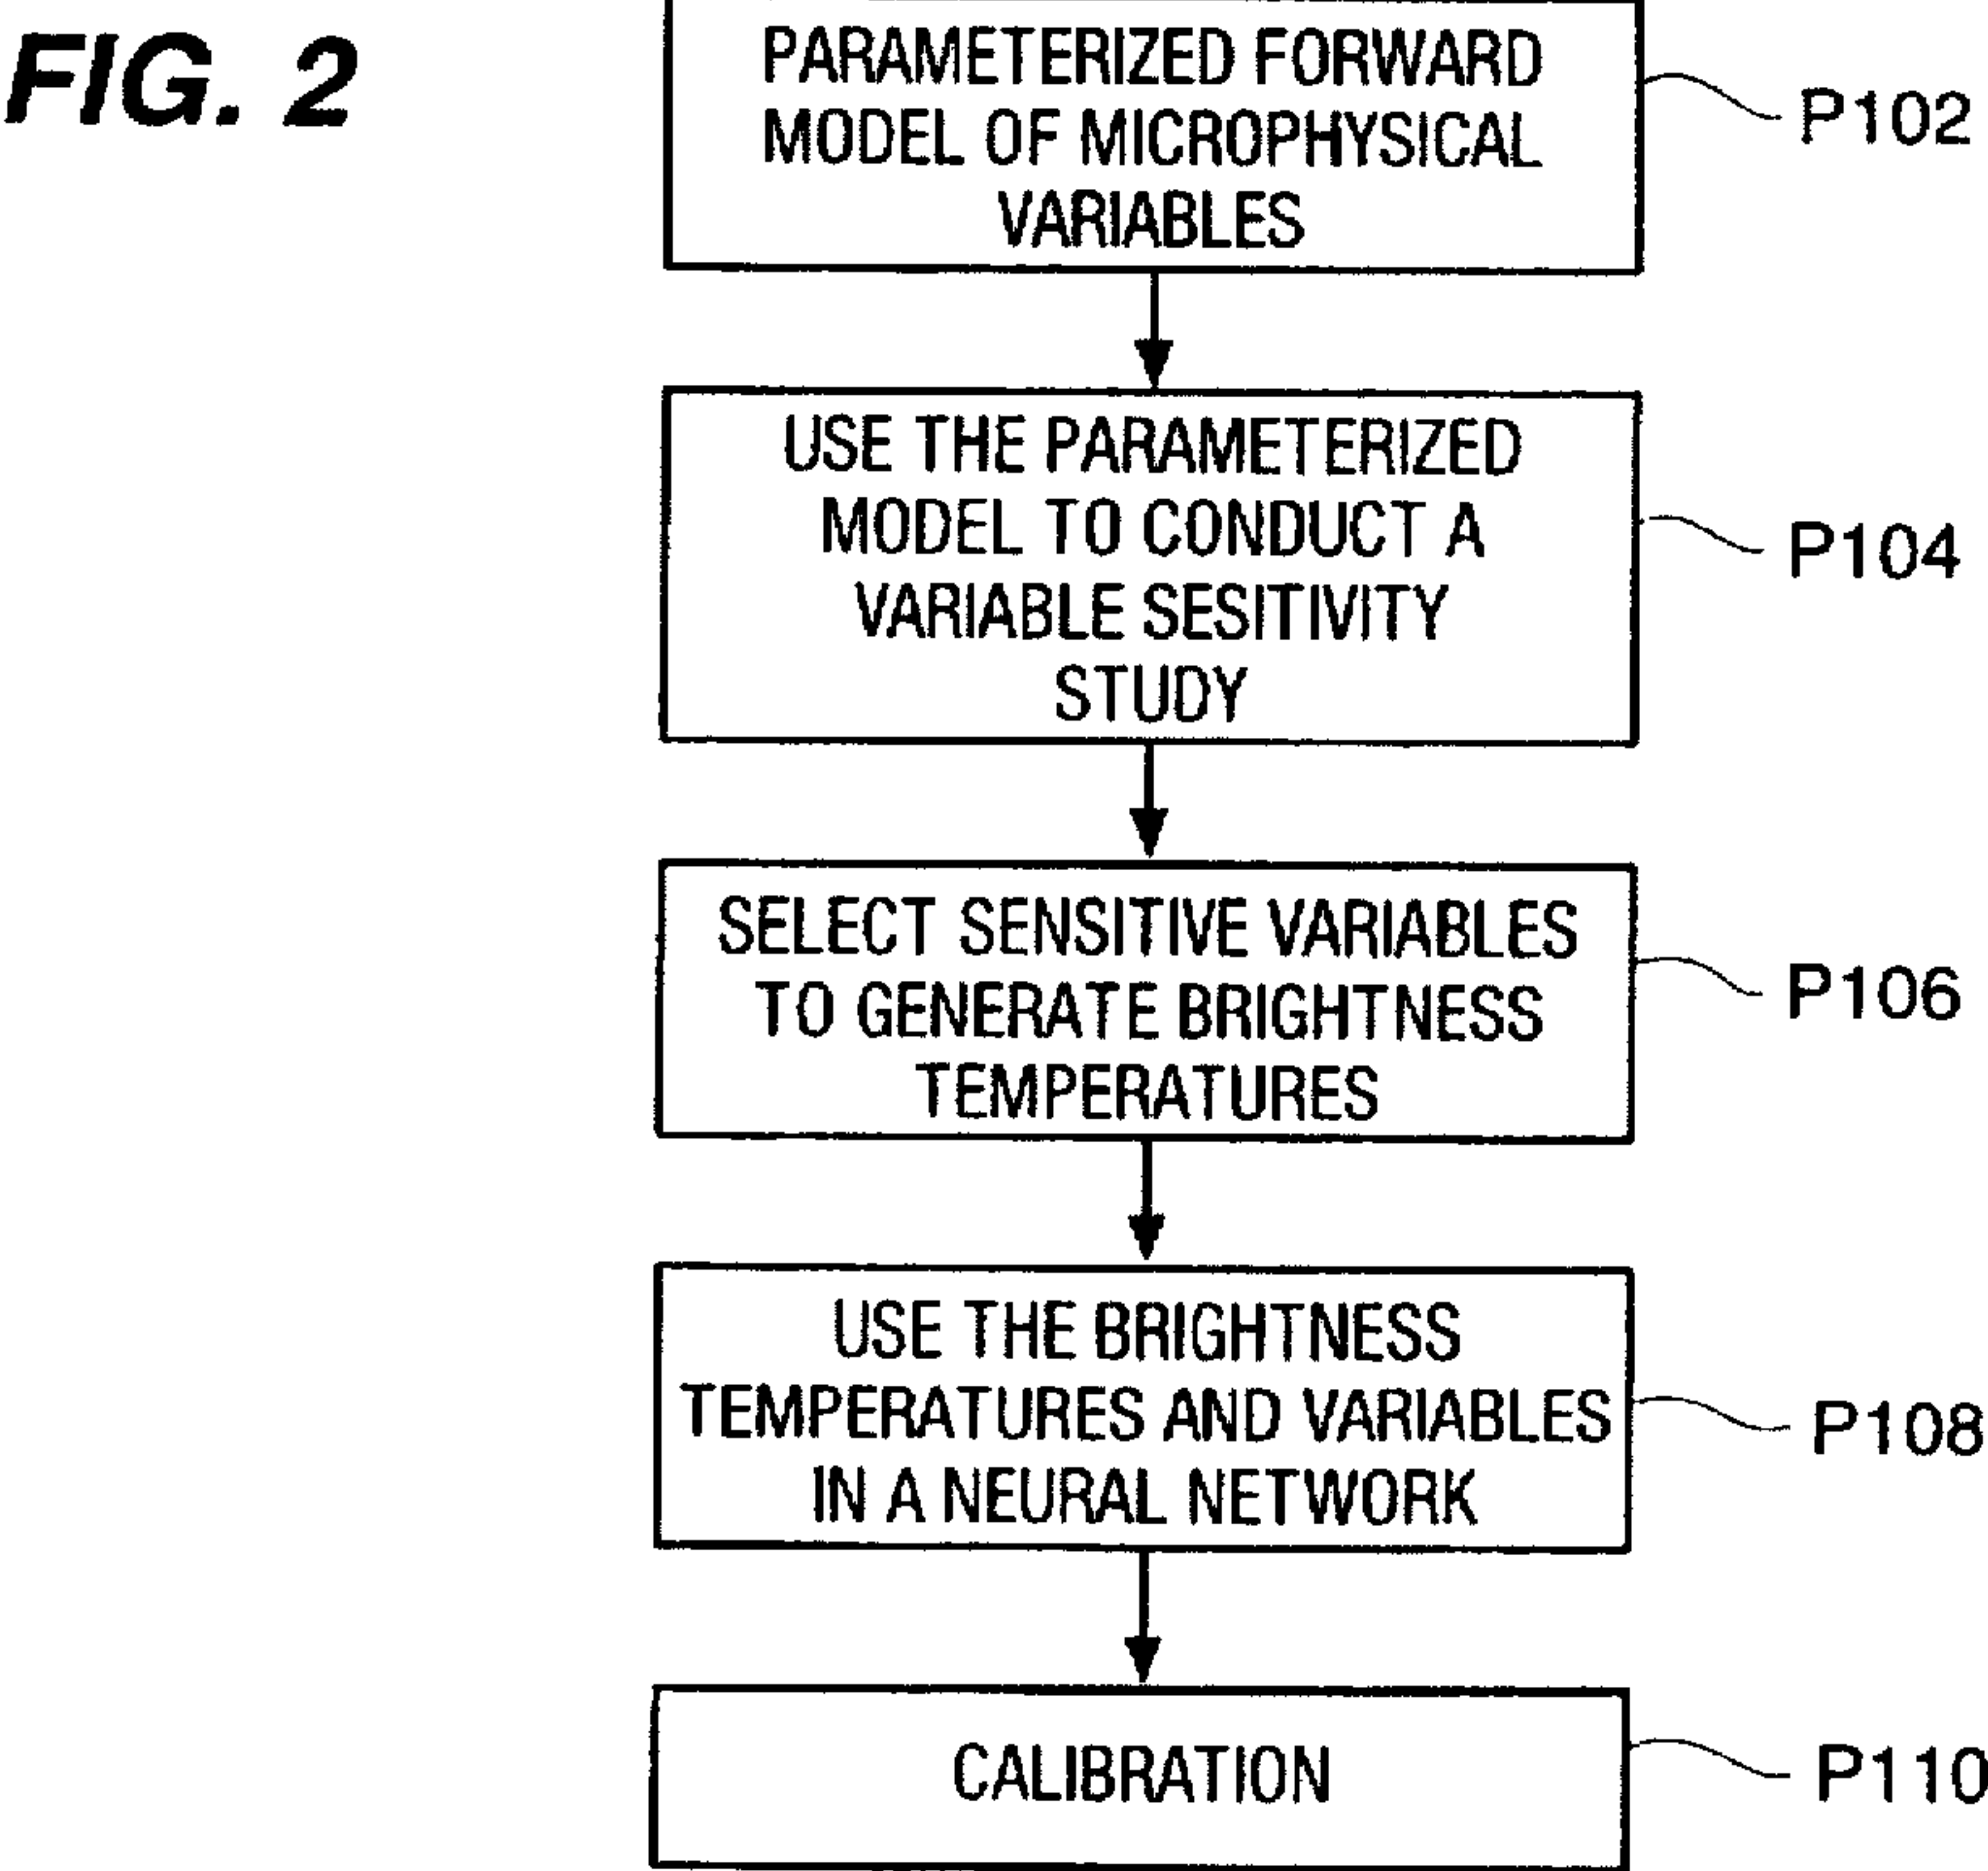 FIG. 2
PARAMETERIZED FORWARD
MODEL OF MICROPHYSICAL
VARIABLES
P102
USE THE PARAMETERIZED
MODEL TO CONDUCT A
VARIABLE SESITIVITY
STUDY
P104
SELECT SENSITIVE VARIABLES
TO GENERATE BRIGHTNESS
TEMPERATURES
P106
USE THE BRIGHTNESS
TEMPERATURES AND VARIABLES
IN A NEURAL NETWORK
P108
CALIBRATION
P110